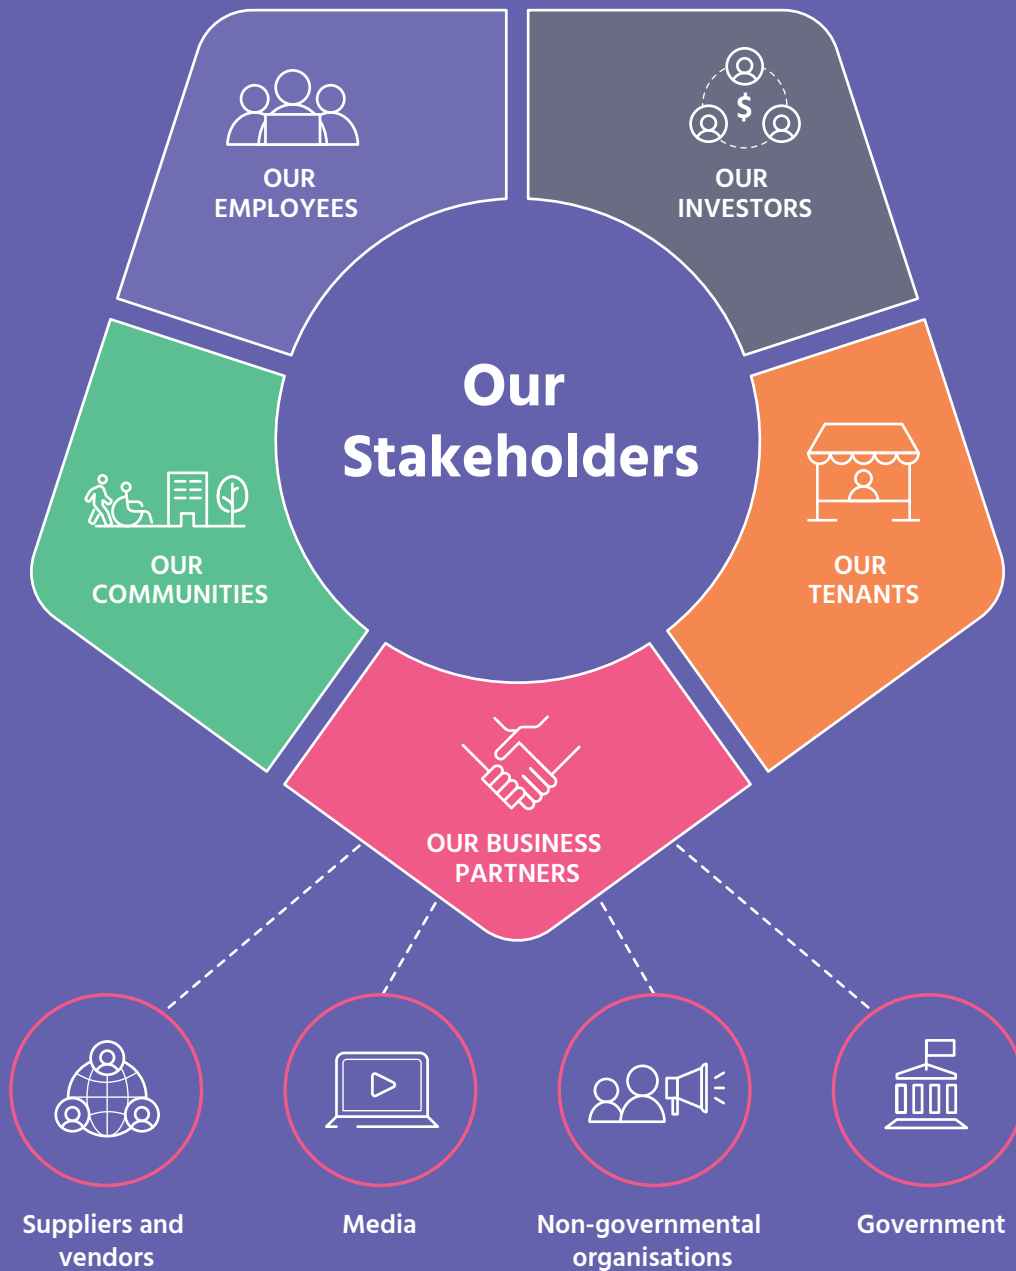 OUR
EMPLOYEES
$
OUR
INVESTORS
Our
Stakeholders
OUR
COMMUNITIES
OUR
TENANTS
OUR BUSINESS
PARTNERS
Suppliers and
vendors
Media
Non-governmental
organisations
Government